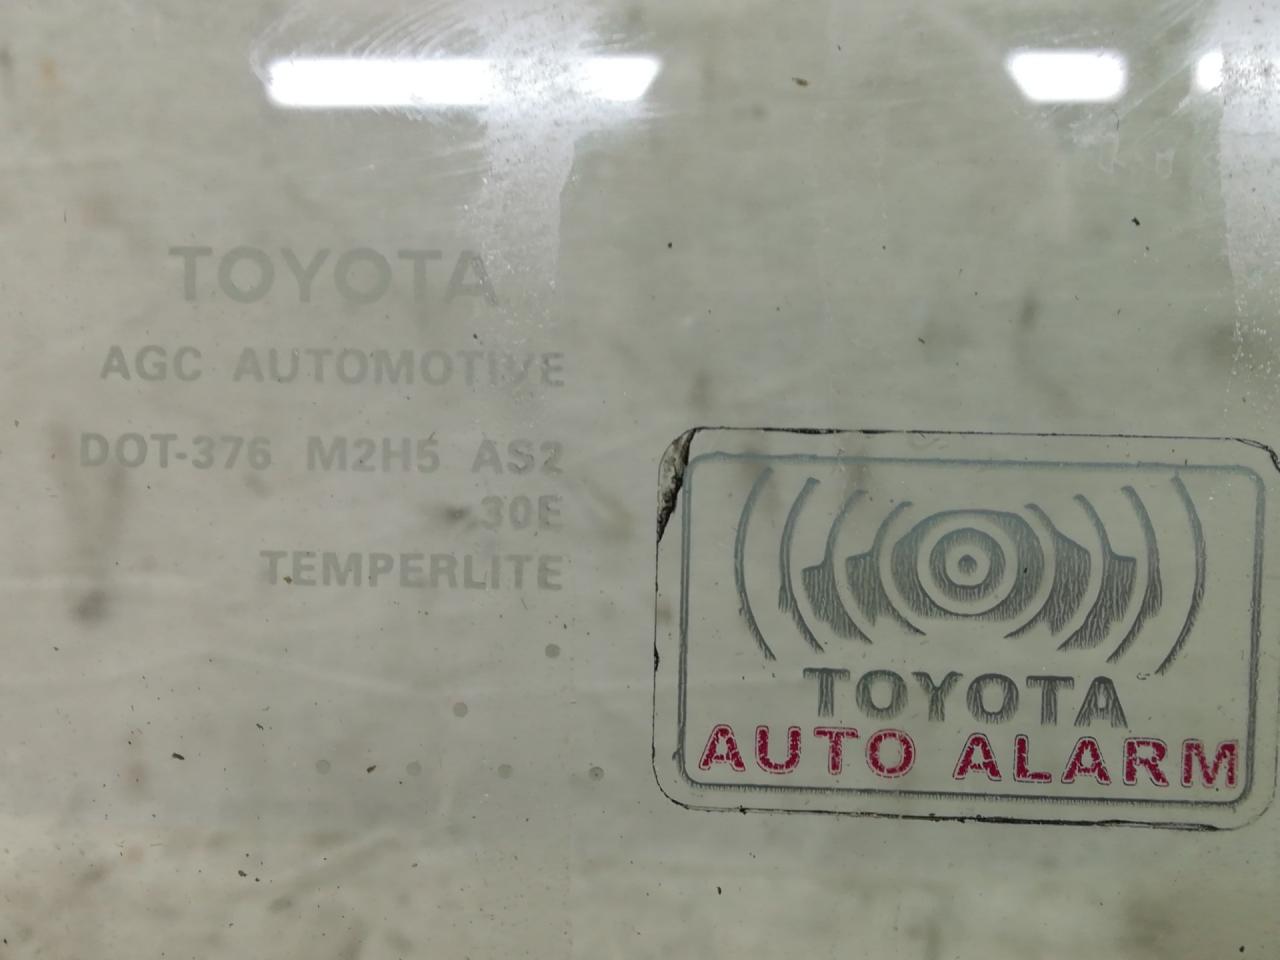 TOYOTA
AGC AUTOMOTIVE
DOT-376 M2H5 AS2
30E
TEMPERLITE
TOYOTA
AUTO ALARM